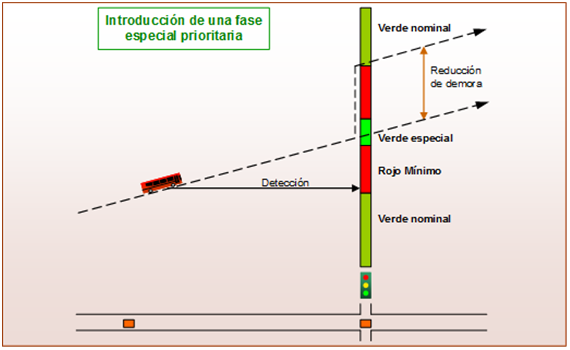 Introducción de una fase
especial prioritaria
Verde nominal
Reducción
de demora
Verde especial
Rojo Mínimo
Detección
Verde nominal